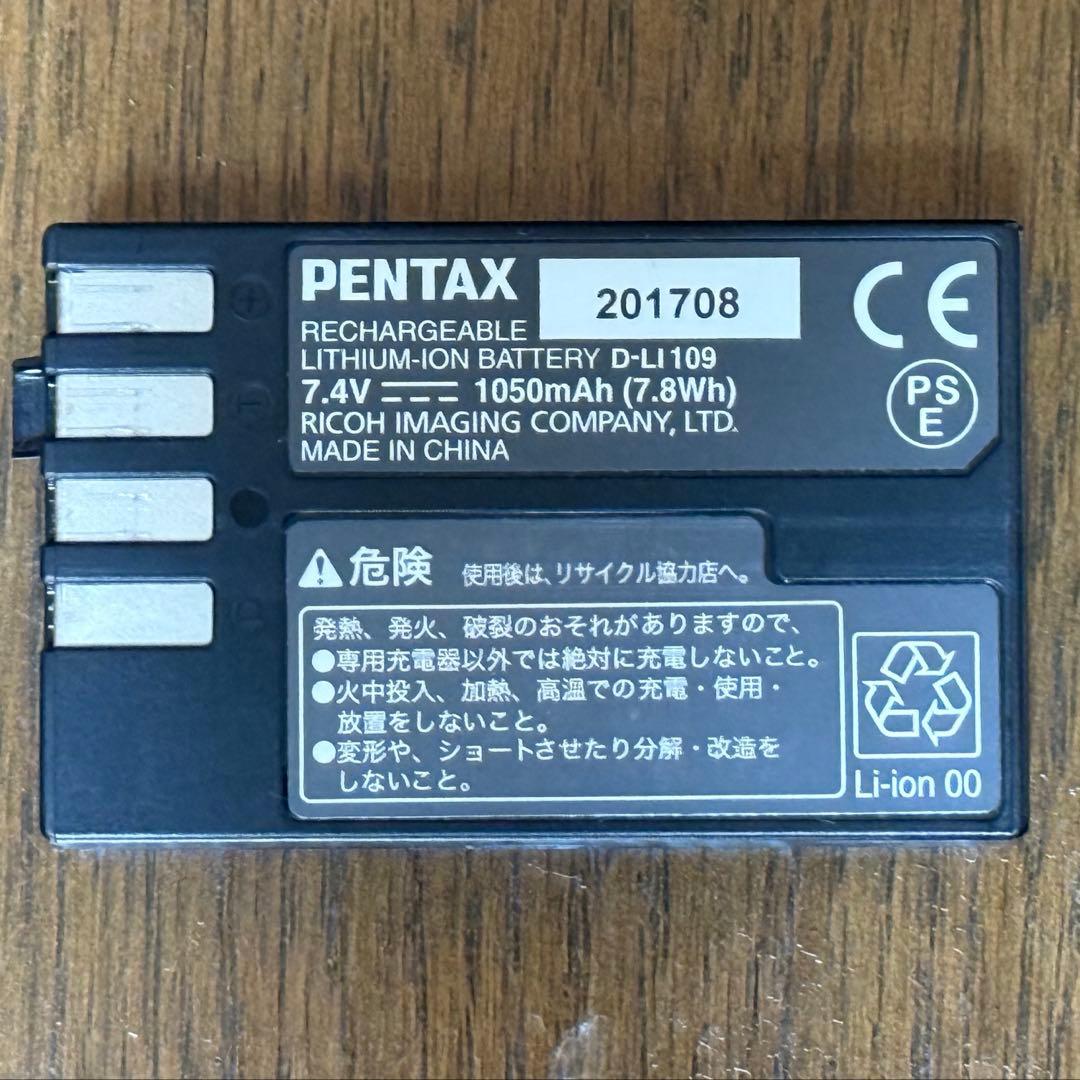 PENTAX 201708
RECHARGEABLE
LITHIUM-ION BATTERY D-LI109
7.4V 1050mAh (7.8Wh)
RICOH IMAGING COMPANY, LTD.
MADE IN CHINA
CE
PS
E
危険 使用後は、リサイクル協力店へ。
発熱、発火、破裂のおそれがありますので、
●専用充電器以外では絶対に充電しないこと。
●火中投入、加熱、高温での充電・使用・
放置をしないこと。
●変形や、ショートさせたり分解・改造を
しないこと。
Li-ion 00